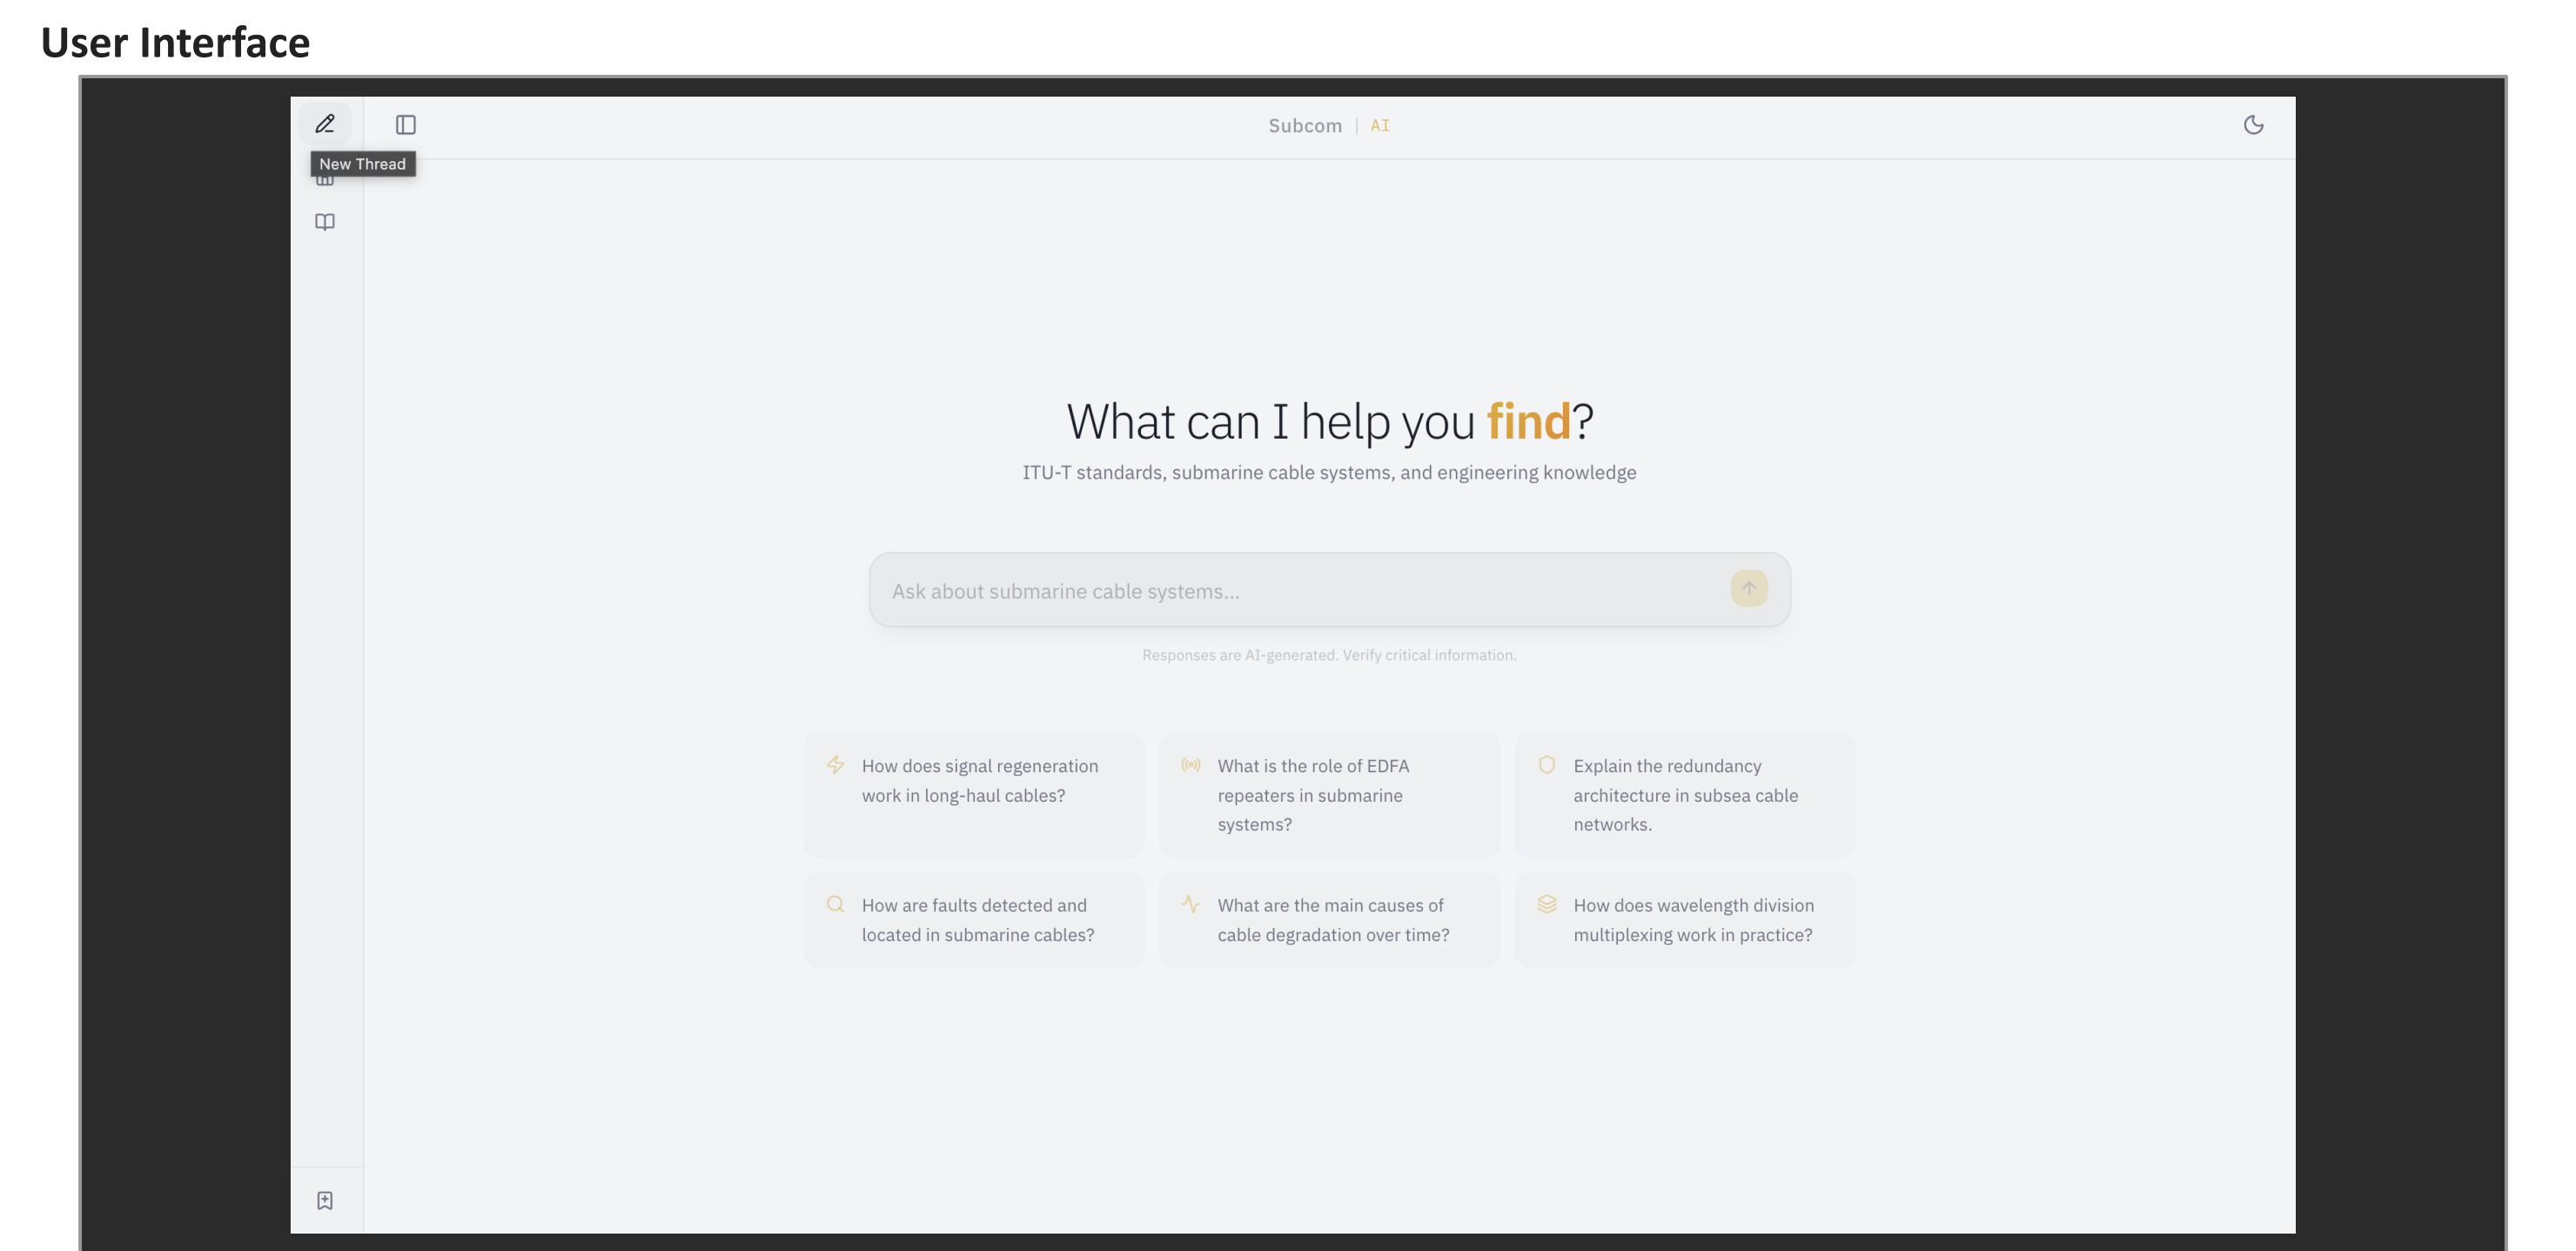 User Interface
Subcom | AI
New Thread
What can I help you find?
ITU-T standards, submarine cable systems, and engineering knowledge
Ask about submarine cable systems...
Responses are AI-generated. Verify critical information.
How does signal regeneration
work in long-haul cables?
What is the role of EDFA
repeaters in submarine
systems?
Explain the redundancy
architecture in subsea cable
networks.
How are faults detected and
located in submarine cables?
What are the main causes of
cable degradation over time?
How does wavelength division
multiplexing work in practice?